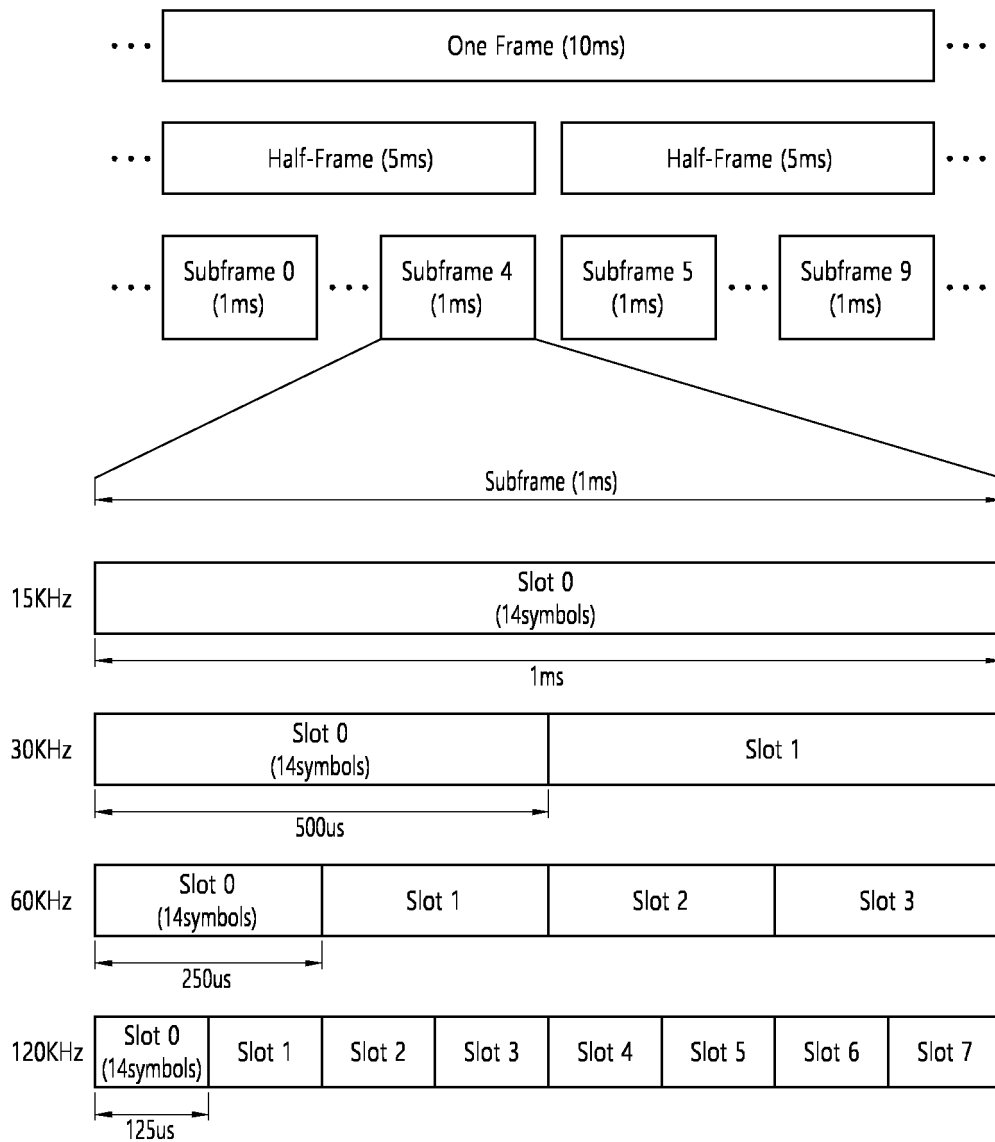 ··· One Frame (10ms) ···
··· Half-Frame (5ms) Half-Frame (5ms) ···
··· Subframe 0 ··· Subframe 4 Subframe 5 ··· Subframe 9 ···
(1ms) (1ms) (1ms) (1ms)
Subframe (1ms)
15KHz Slot 0
(14symbols)
1ms
30KHz Slot 0 Slot 1
(14symbols)
500us
60KHz Slot 0 Slot 1 Slot 2 Slot 3
(14symbols)
250us
120KHz Slot 0 Slot 1 Slot 2 Slot 3 Slot 4 Slot 5 Slot 6 Slot 7
(14symbols)
125us